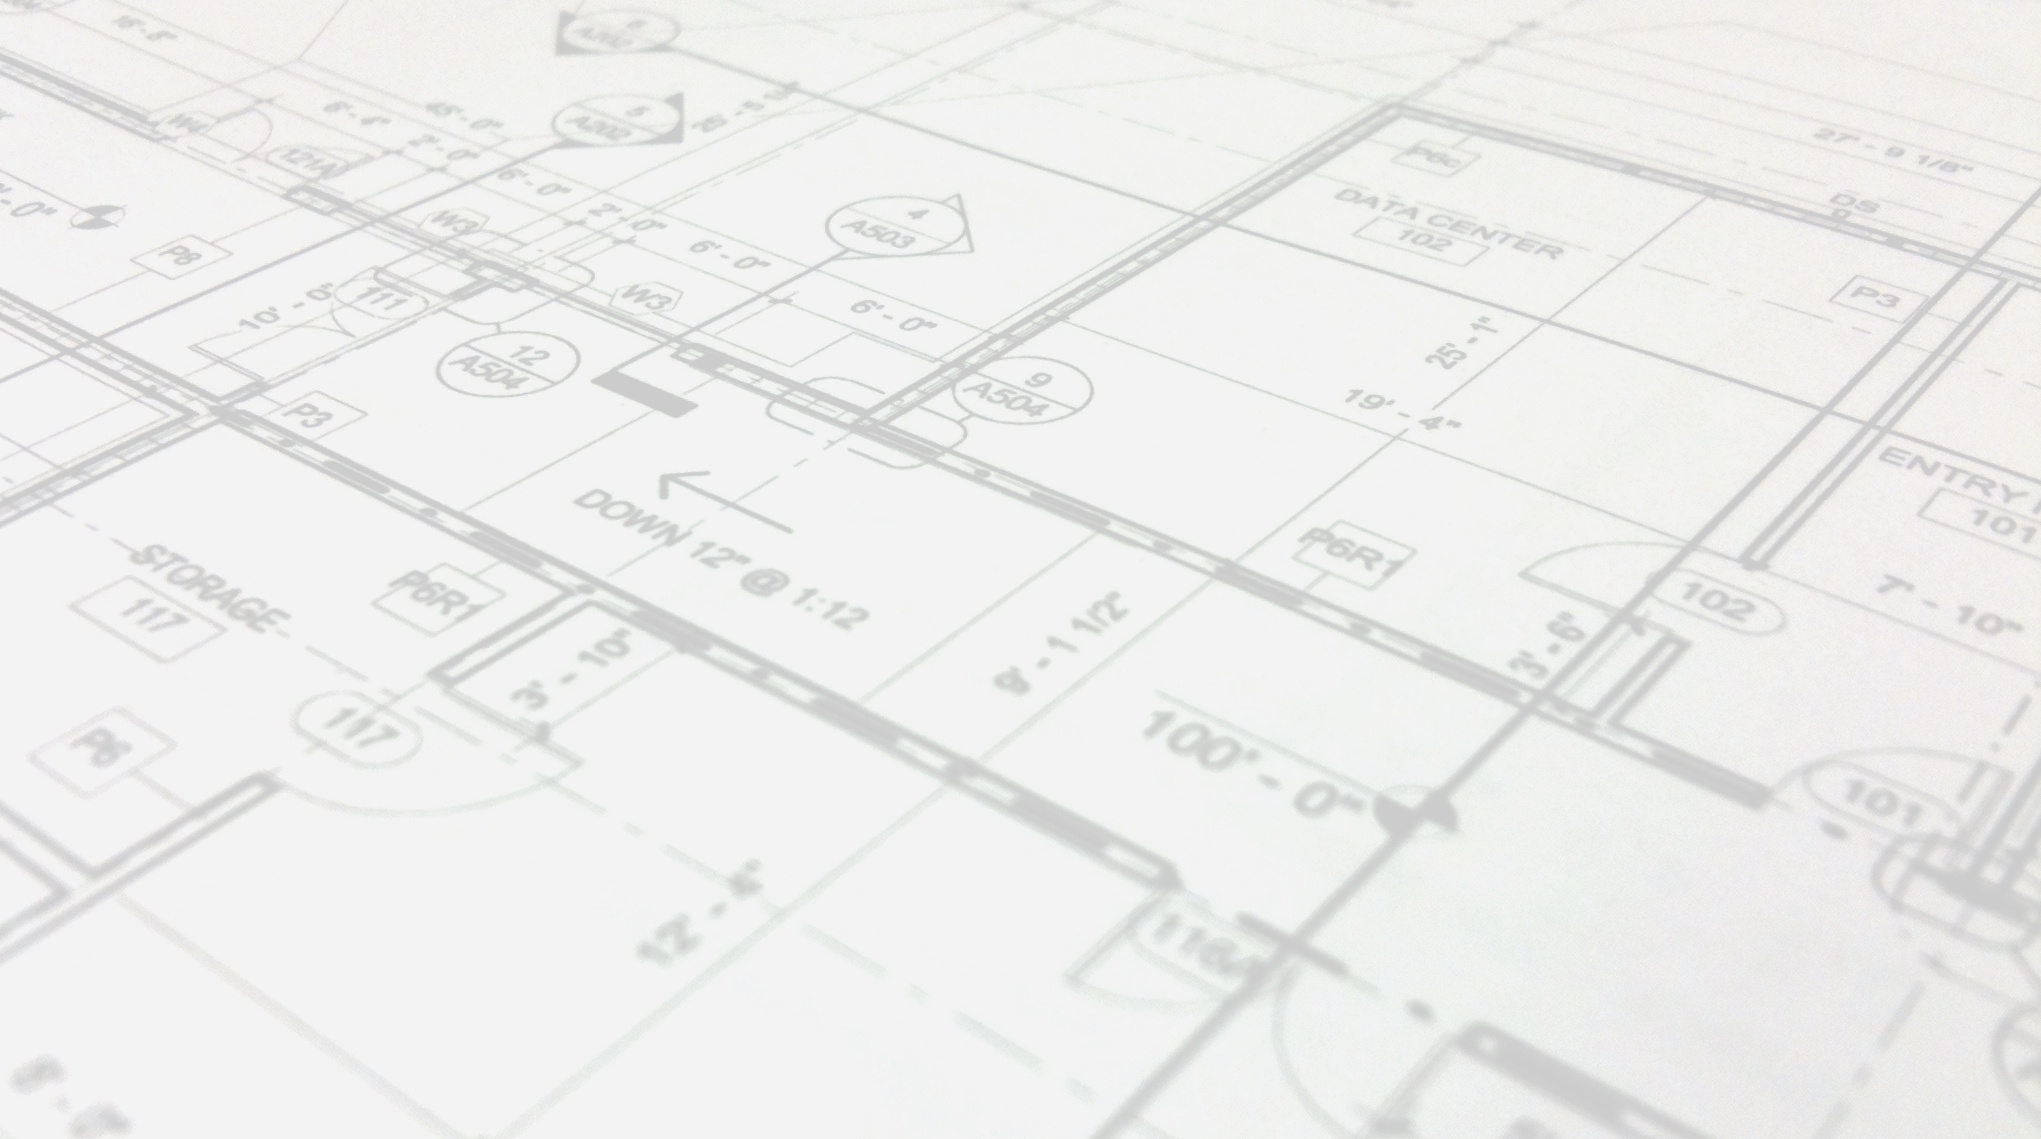 16'-8"
6
A202
5
A202
45'-0"
6'-4"
2'-0"
W4
121A
6'-0"
2'-0"
W3
6'-0"
4
A503
27' - 9 1/8"
P6c
DATA CENTER
102
DS
P3
P8
10' - 0"
111
W3
6' - 0"
25' - 1"
12
A504
9
A504
19' - 4"
P3
ENTRY
101
DOWN 12" @ 1:12
STORAGE
117
P6R1
P6R1
102
7' - 10"
3' - 6"
3' - 10"
8' - 1 1/2"
117
P6
100' - 0"
101
116A